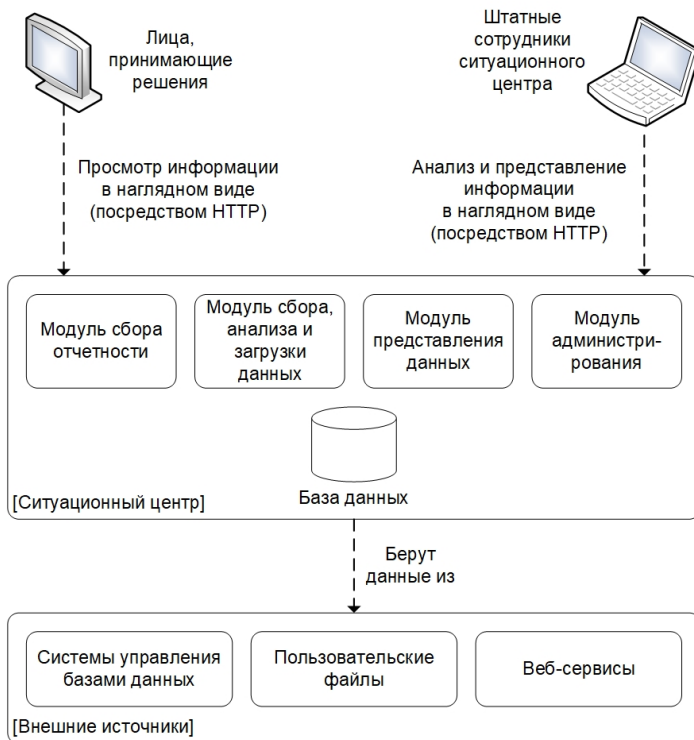 Лица,
принимающие
решения
Штатные
сотрудники
ситуационного
центра
Просмотр информации
в наглядном виде
(посредством HTTP)
Анализ и представление
информации
в наглядном виде
(посредством HTTP)
Модуль сбора
отчетности
Модуль сбора,
анализа и
загрузки
данных
Модуль
представления
данных
Модуль
администри-
рования
База данных
[Ситуационный центр]
Берут
данные из
Системы управления
базами данных
Пользовательские
файлы
Веб-сервисы
[Внешние источники]